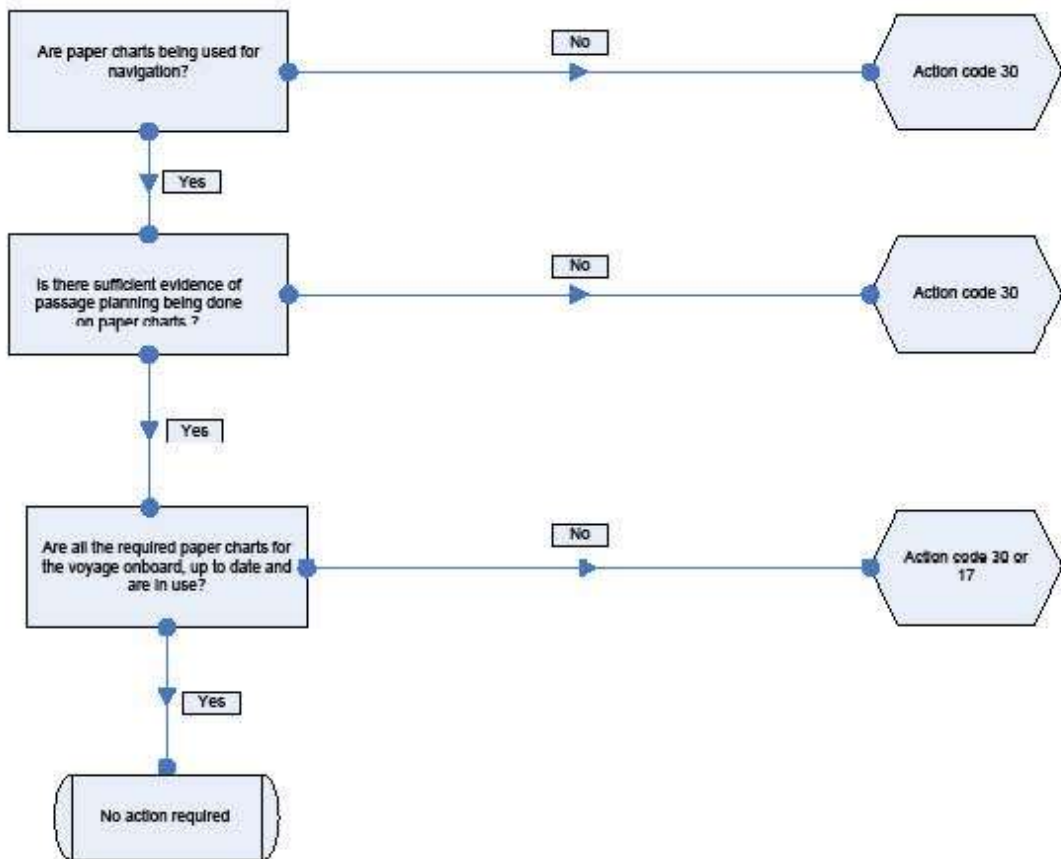 Are paper charts being used for
navigation?
No
Action code 30
Yes
Is there sufficient evidence of
passage planning being done
on paper charts ?
No
Action code 30
Yes
Are all the required paper charts for
the voyage onboard, up to date and
are in use?
No
Action code 30 or
17
Yes
No action required